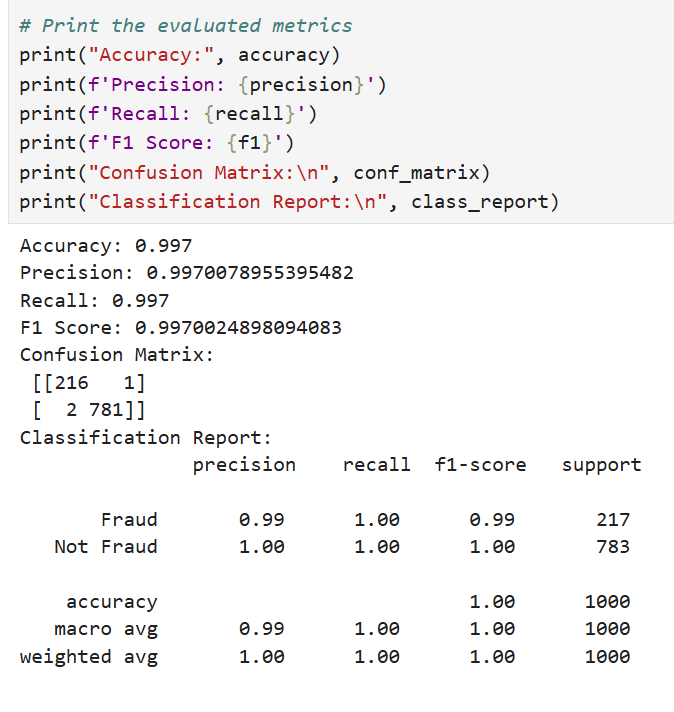 # Print the evaluated metrics
print("Accuracy:", accuracy)
print(f'Precision: {precision}')
print(f'Recall: {recall}')
print(f'F1 Score: {f1}')
print("Confusion Matrix:\n", conf_matrix)
print("Classification Report:\n", class_report)
Accuracy: 0.997
Precision: 0.9970078955395482
Recall: 0.997
F1 Score: 0.9970024898094083
Confusion Matrix:
 [[216   1]
 [  2 781]]
Classification Report:
               precision    recall  f1-score   support

       Fraud       0.99      1.00      0.99       217
   Not Fraud       1.00      1.00      1.00       783

    accuracy                           1.00      1000
   macro avg       0.99      1.00      1.00      1000
weighted avg       1.00      1.00      1.00      1000